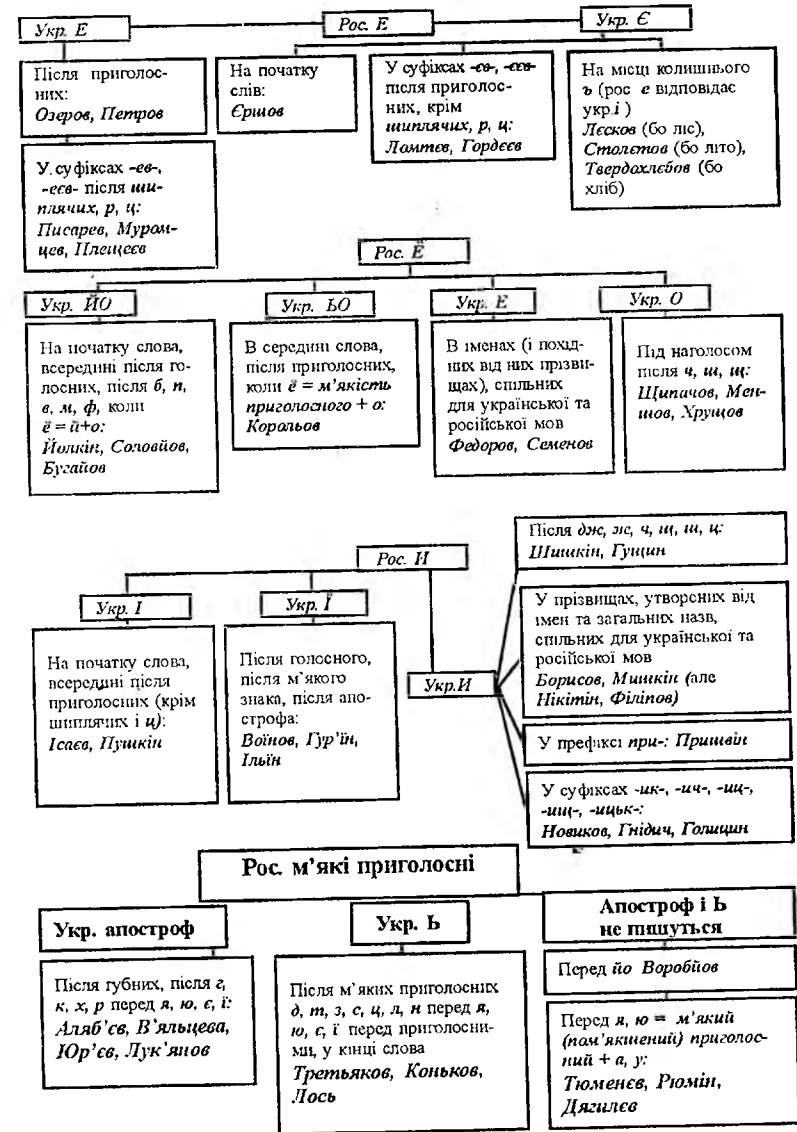 Укр. Е
Рос. Е
Укр. Є
Після приголос-
них:
Озеров, Петров
На початку
слів:
Єршов
У суфіксах -єв-, -єєв-
після приголос-
них, крім
шиплячих, р, ц:
Ломтєв, Гордєєв
На місці колишнього
ѣ (рос е відповідає
укр.і )
Лєсков (бо ліс),
Столєтов (бо літо),
Твердохлєбов (бо
хліб)
У суфіксах -ев-,
-еєв- після ши-
плячих, р, ц:
Писарев, Муром-
цев, Плещеєв
Рос. Ё
Укр. ЙО
Укр. ЬО
Укр. Е
Укр. О
На початку слова,
всередині після го-
лосних, після б, п,
в, м, ф, коли
ё = й+о:
Йолкін, Соловйов,
Бугайов
В середині слова,
після приголосних,
коли ё = м'якість
приголосного + о:
Корольов
В іменах (і похід-
них від них прізви-
щах), спільних
для української та
російської мов
Федоров, Семенов
Під наголосом
після ч, ш, щ:
Щипачов, Мен-
шов, Хрущов
Рос. И
Укр. І
Укр. Ї
Укр.И
На початку слова,
всередині після
приголосних (крім
шиплячих і ц):
Ісаєв, Пушкін
Після голосного,
після м'якого
знака, після апо-
строфа:
Воїнов, Гур'їн,
Ільїн
Після дж, ж, ч, щ, ш, ц:
Шишкін, Гущин
У прізвищах, утворених від
імен та загальних назв,
спільних для української та
російської мов
Борисов, Мишкін (але
Нікітін, Філіпов)
У префіксі при-: Пришвін
У суфіксах -ик-, -ич-, -иц-,
-ищ-, -ицьк-:
Новиков, Гнідич, Голицин
Рос. м'які приголосні
Укр. апостроф
Укр. Ь
Апостроф і Ь
не пишуться
Після губних, після г,
к, х, р перед я, ю, є, ї:
Аляб'єв, В'яльцева,
Юр'єв, Лук'янов
Після м'яких приголосних
д, т, з, с, ц, л, н перед я,
ю, є, ї перед приголосни-
ми, у кінці слова
Третьяков, Коньков,
Лось
Перед йо Воробйов
Перед я, ю = м'який
(пом'якшений) приголос-
ний + а, у:
Тюменєв, Рюмін,
Дягилєв